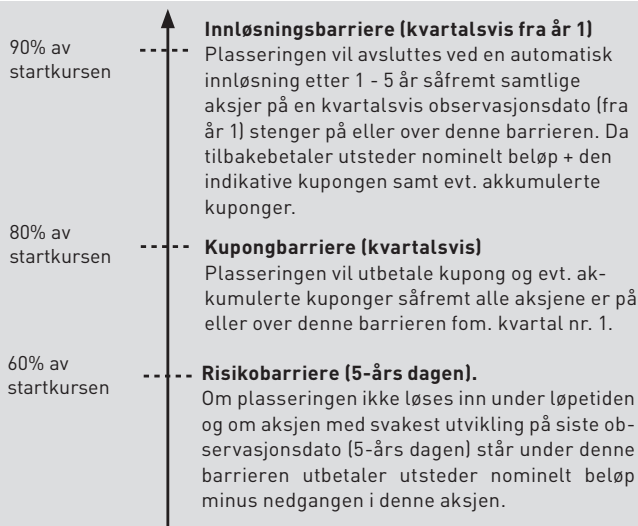 90% av
startkursen
Innløsningsbarriere (kvartalsvis fra år 1)
Plasseringen vil avsluttes ved en automatisk
innløsning etter 1 - 5 år såfremt samtlige
aksjer på en kvartalsvis observasjonsdato (fra
år 1) stenger på eller over denne barrieren. Da
tilbakebetaler utsteder nominelt beløp + den
indikative kupongen samt evt. akkumulerte
kuponger.
80% av
startkursen
Kupongbarriere (kvartalsvis)
Plasseringen vil utbetale kupong og evt. ak-
kumulerte kuponger såfremt alle aksjene er på
eller over denne barrieren fom. kvartal nr. 1.
60% av
startkursen
Risikobarriere (5-års dagen).
Om plasseringen ikke løses inn under løpetiden
og om aksjen med svakest utvikling på siste ob-
servasjonsdato (5-års dagen) står under denne
barrieren utbetaler utsteder nominelt beløp
minus nedgangen i denne aksjen.